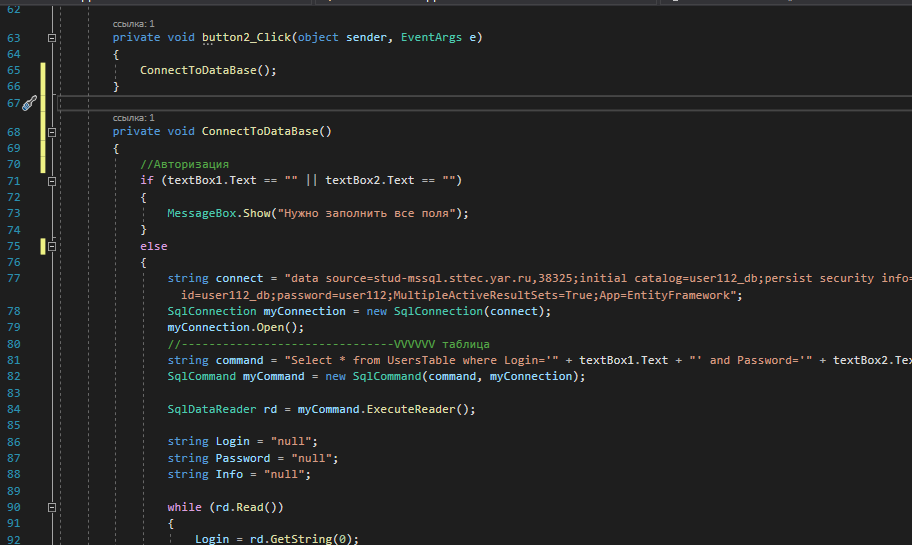 62
ссылка: 1
63 private void button2_Click(object sender, EventArgs e)
64 {
65 ConnectToDataBase();
66 }
67
ссылка: 1
68 private void ConnectToDataBase()
69 {
70 //Авторизация
71 if (textBox1.Text == "" || textBox2.Text == "")
72 {
73 MessageBox.Show("Нужно заполнить все поля");
74 }
75 else
76 {
77 string connect = "data source=stud-mssql.sttec.yar.ru,38325;initial catalog=user112_db;persist security info=
id=user112_db;password=user112;MultipleActiveResultSets=True;App=EntityFramework";
78 SqlConnection myConnection = new SqlConnection(connect);
79 myConnection.Open();
80 //-------------------------------VVVVVV таблица
81 string command = "Select * from UsersTable where Login='" + textBox1.Text + "' and Password='" + textBox2.Te
82 SqlCommand myCommand = new SqlCommand(command, myConnection);
83
84 SqlDataReader rd = myCommand.ExecuteReader();
85
86 string Login = "null";
87 string Password = "null";
88 string Info = "null";
89
90 while (rd.Read())
91 {
92 Login = rd.GetString(0);